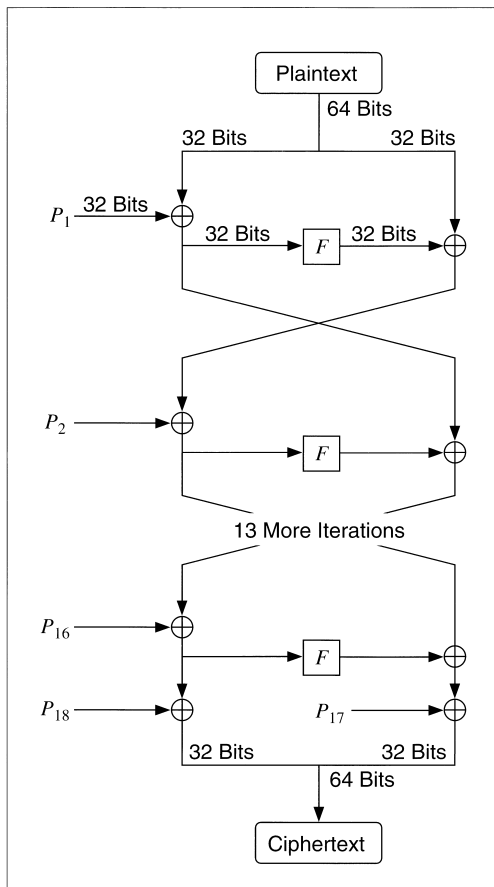 Plaintext
64 Bits
32 Bits
32 Bits
P1
32 Bits
32 Bits
F
32 Bits
P2
F
13 More Iterations
P16
F
P18
P17
32 Bits
32 Bits
64 Bits
Ciphertext